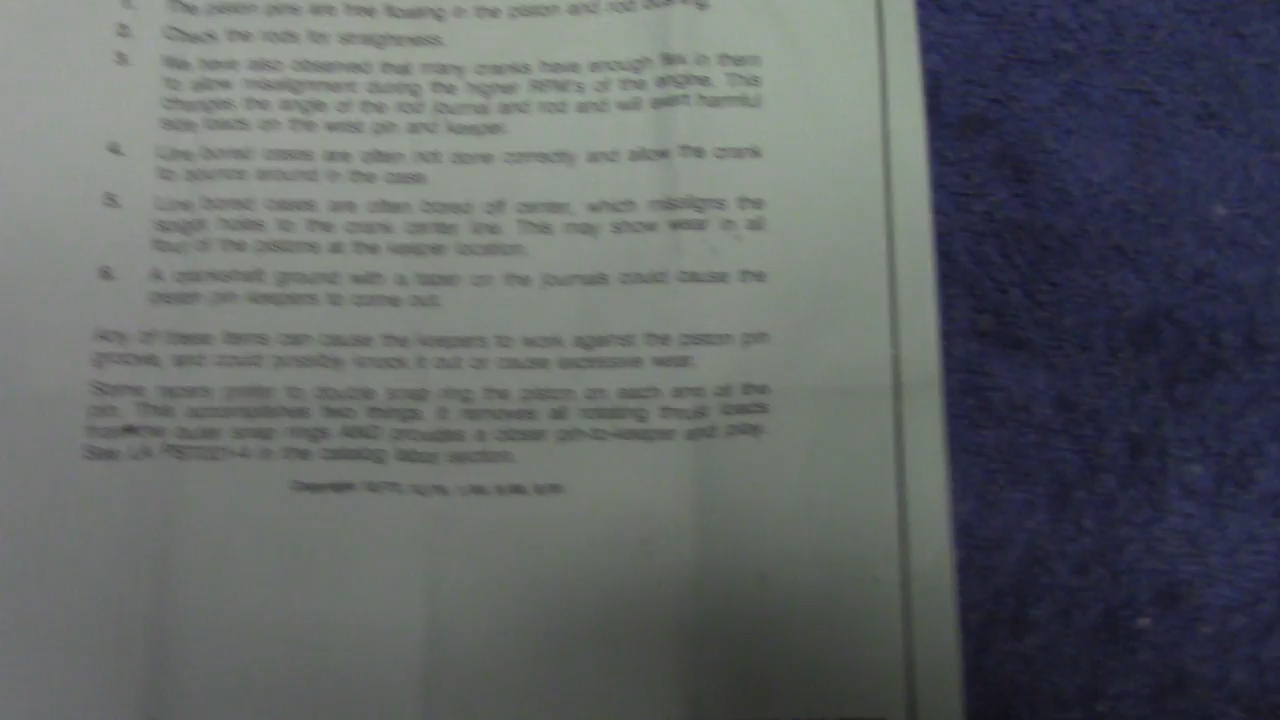 1. The piston pins are free floating in the piston and rod bushing.
2. Check the rods for straightness.
3. We have also observed that many cranks have enough flex in them
to allow misalignment during the higher RPM's of the engine. This
changes the angle of the rod journal and rod and will exert harmful
side loads on the wrist pin and keeper.
4. Line bored cases are often not done correctly and allow the crank
to bounce around in the case.
5. Line bored cases are often bored off center, which misaligns the
spigot holes to the crank center line. This may show wear in all
four of the pistons at the keeper location.
6. A crankshaft ground with a taper on the journals could cause the
piston pin keepers to come out.
Any of these items can cause the keepers to work against the piston pin
groove, and could possibly knock it out or cause excessive wear.
Some racers prefer to double snap ring the piston on each end of the
pin. This accomplishes two things. It removes all rotating thrust loads
from the outer snap rings AND provides a closer pin-to-keeper end play.
See in the catalog section.
Copyright